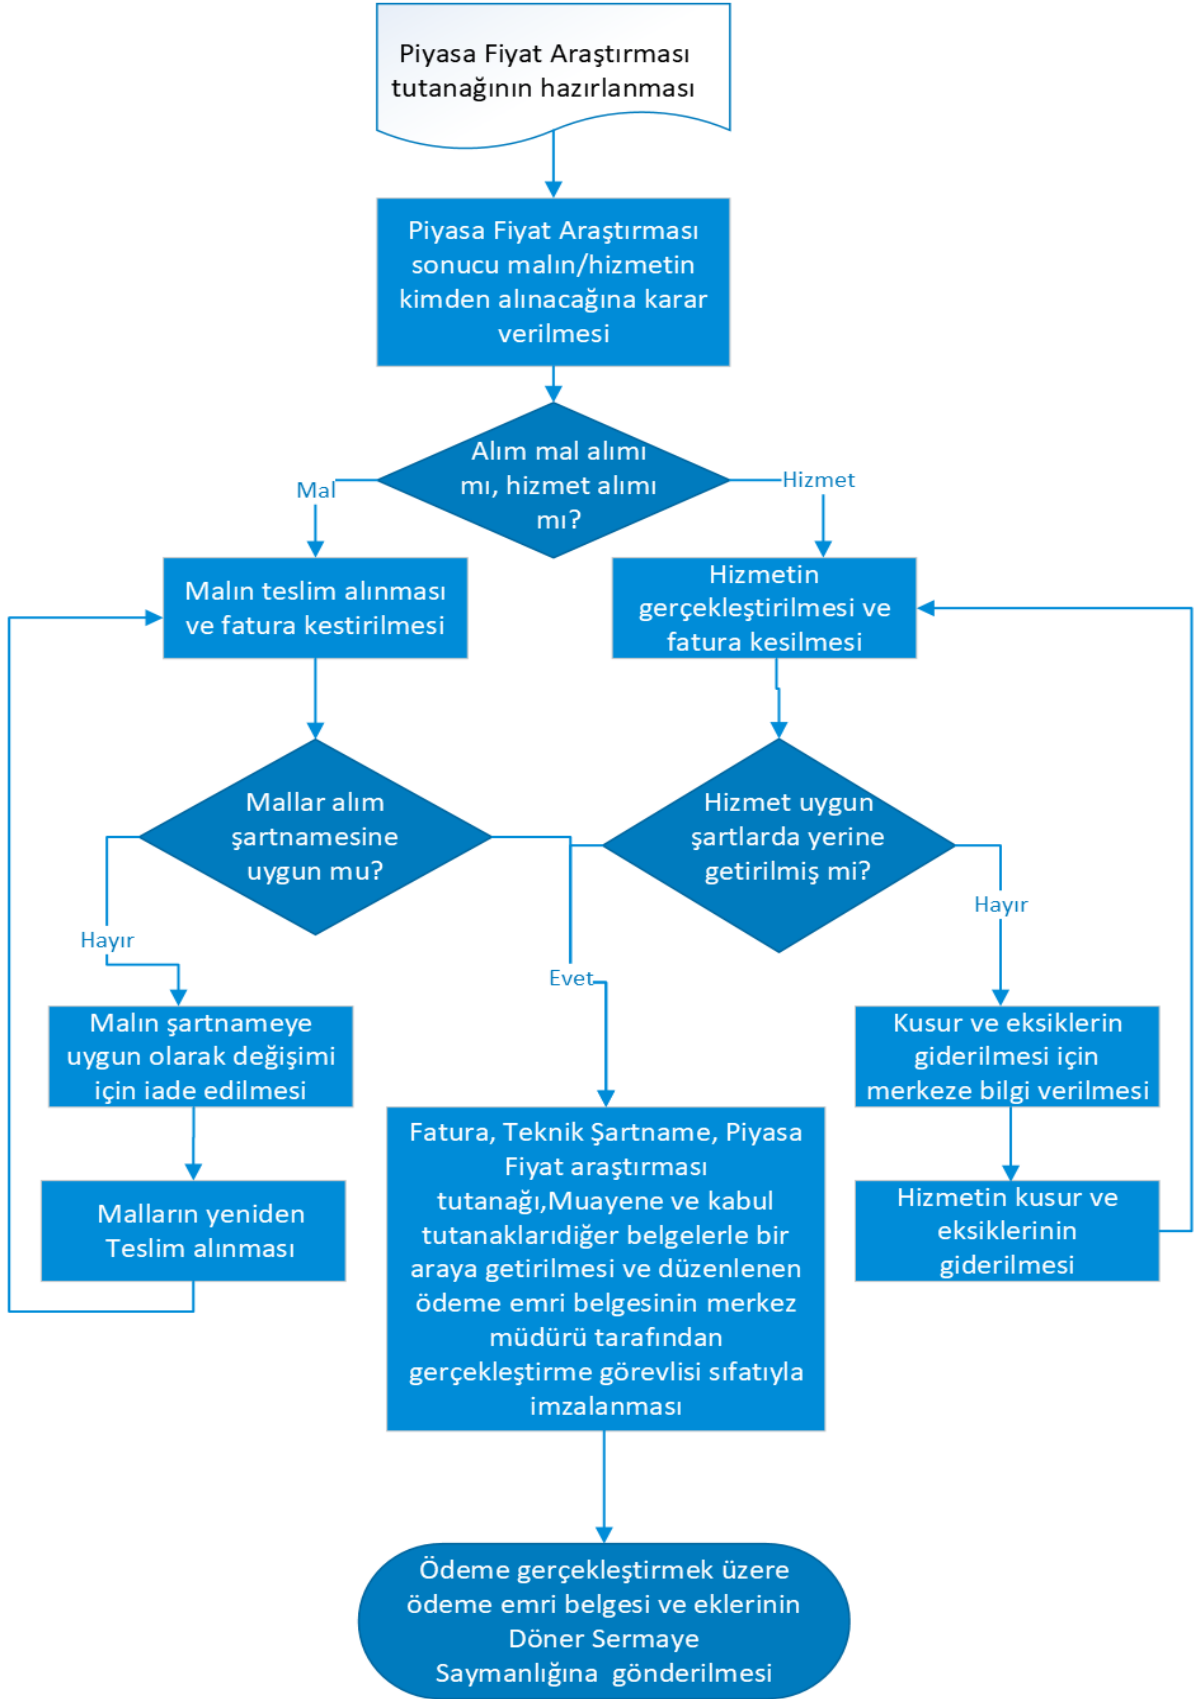 Piyasa Fiyat Araştırması
tutanağının hazırlanması
Piyasa Fiyat Araştırması
sonucu malın/hizmetin
kimden alınacağına karar
verilmesi
Alım mal alımı
mı, hizmet alımı
mı?
Mal
Hizmet
Malın teslim alınması
ve fatura kestirilmesi
Hizmetin
gerçekleştirilmesi ve
fatura kesilmesi
Mallar alım
şartnamesine
uygun mu?
Hizmet uygun
şartlarda yerine
getirilmiş mi?
Hayır
Evet
Hayır
Malın şartnameye
uygun olarak değişimi
için iade edilmesi
Kusur ve eksiklerin
giderilmesi için
merkeze bilgi verilmesi
Malların yeniden
Teslim alınması
Fatura, Teknik Şartname, Piyasa
Fiyat araştırması
tutanağı,Muayene ve kabul
tutanaklarıdiğer belgelerle bir
araya getirilmesi ve düzenlenen
ödeme emri belgesinin merkez
müdürü tarafından
gerçekleştirme görevlisi sıfatıyla
imzalanması
Hizmetin kusur ve
eksiklerinin
giderilmesi
Ödeme gerçekleştirmek üzere
ödeme emri belgesi ve eklerinin
Döner Sermaye
Saymanlığına gönderilmesi